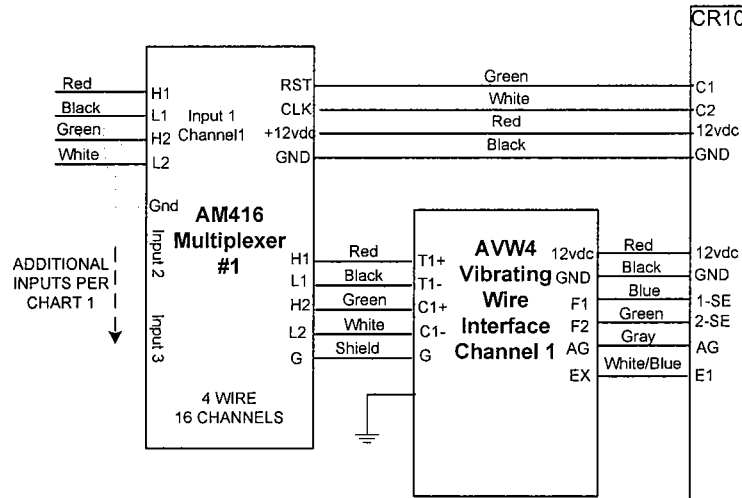 CR10
Green
RST
C1
Red
H1
White
CLK
C2
Black
L1
Input 1
Red
+12vdc
12vdc
Green
H2
Channel1
Black
GND
GND
White
L2
Gnd
AM416
Multiplexer
#1
Input 2
Input 3
ADDITIONAL
INPUTS PER
CHART 1
4 WIRE
16 CHANNELS
H1
Red
T1+
L1
Black
T1-
H2
Green
C1+
L2
White
C1-
G
Shield
G
AVW4
Vibrating
Wire
Interface
Channel 1
12vdc
Red
12vdc
GND
Black
GND
F1
Blue
1-SE
F2
Green
2-SE
AG
Gray
AG
EX
White/Blue
E1